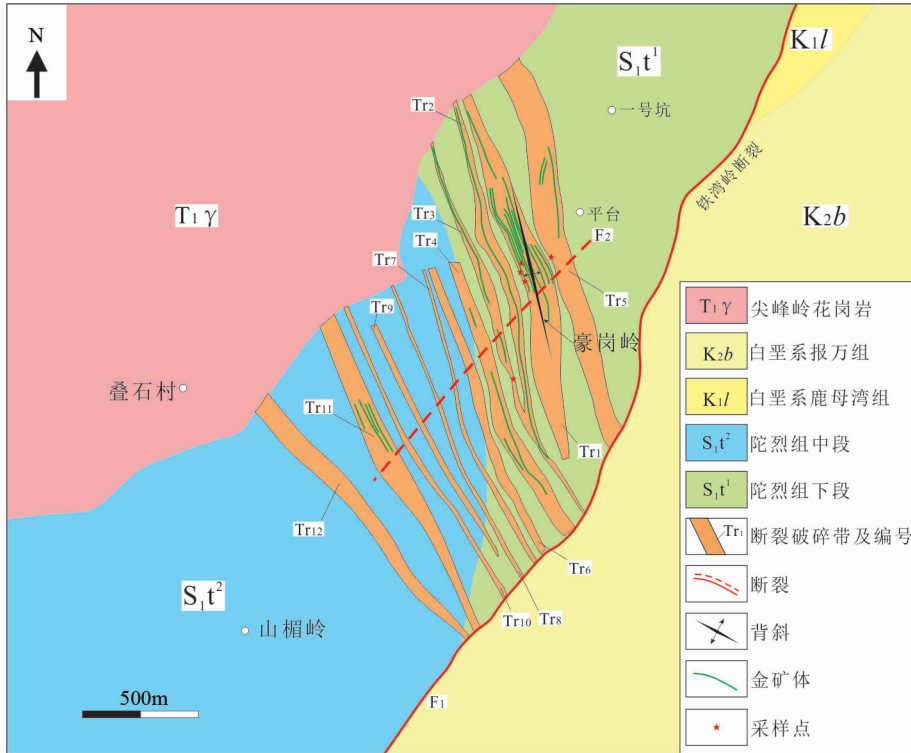 N
K₁l
S₁t¹
Tr₂
一号坑
铁湾岭断裂
T₁γ
K₂b
平台
Tr₃
F₂
Tr₄
Tr₇
Tr₅
Tr₉
豪岗岭
叠石村
Tr₁₁
Tr₁
Tr₁₂
Tr₆
S₁t²
Tr₈
Tr₁₀
山楣岭
500m
F₁
T₁γ 尖峰岭花岗岩
K₂b 白垩系报万组
K₁l 白垩系鹿母湾组
S₁t² 陀烈组中段
S₁t¹ 陀烈组下段
Tr₁ 断裂破碎带及编号
断裂
背斜
金矿体
采样点